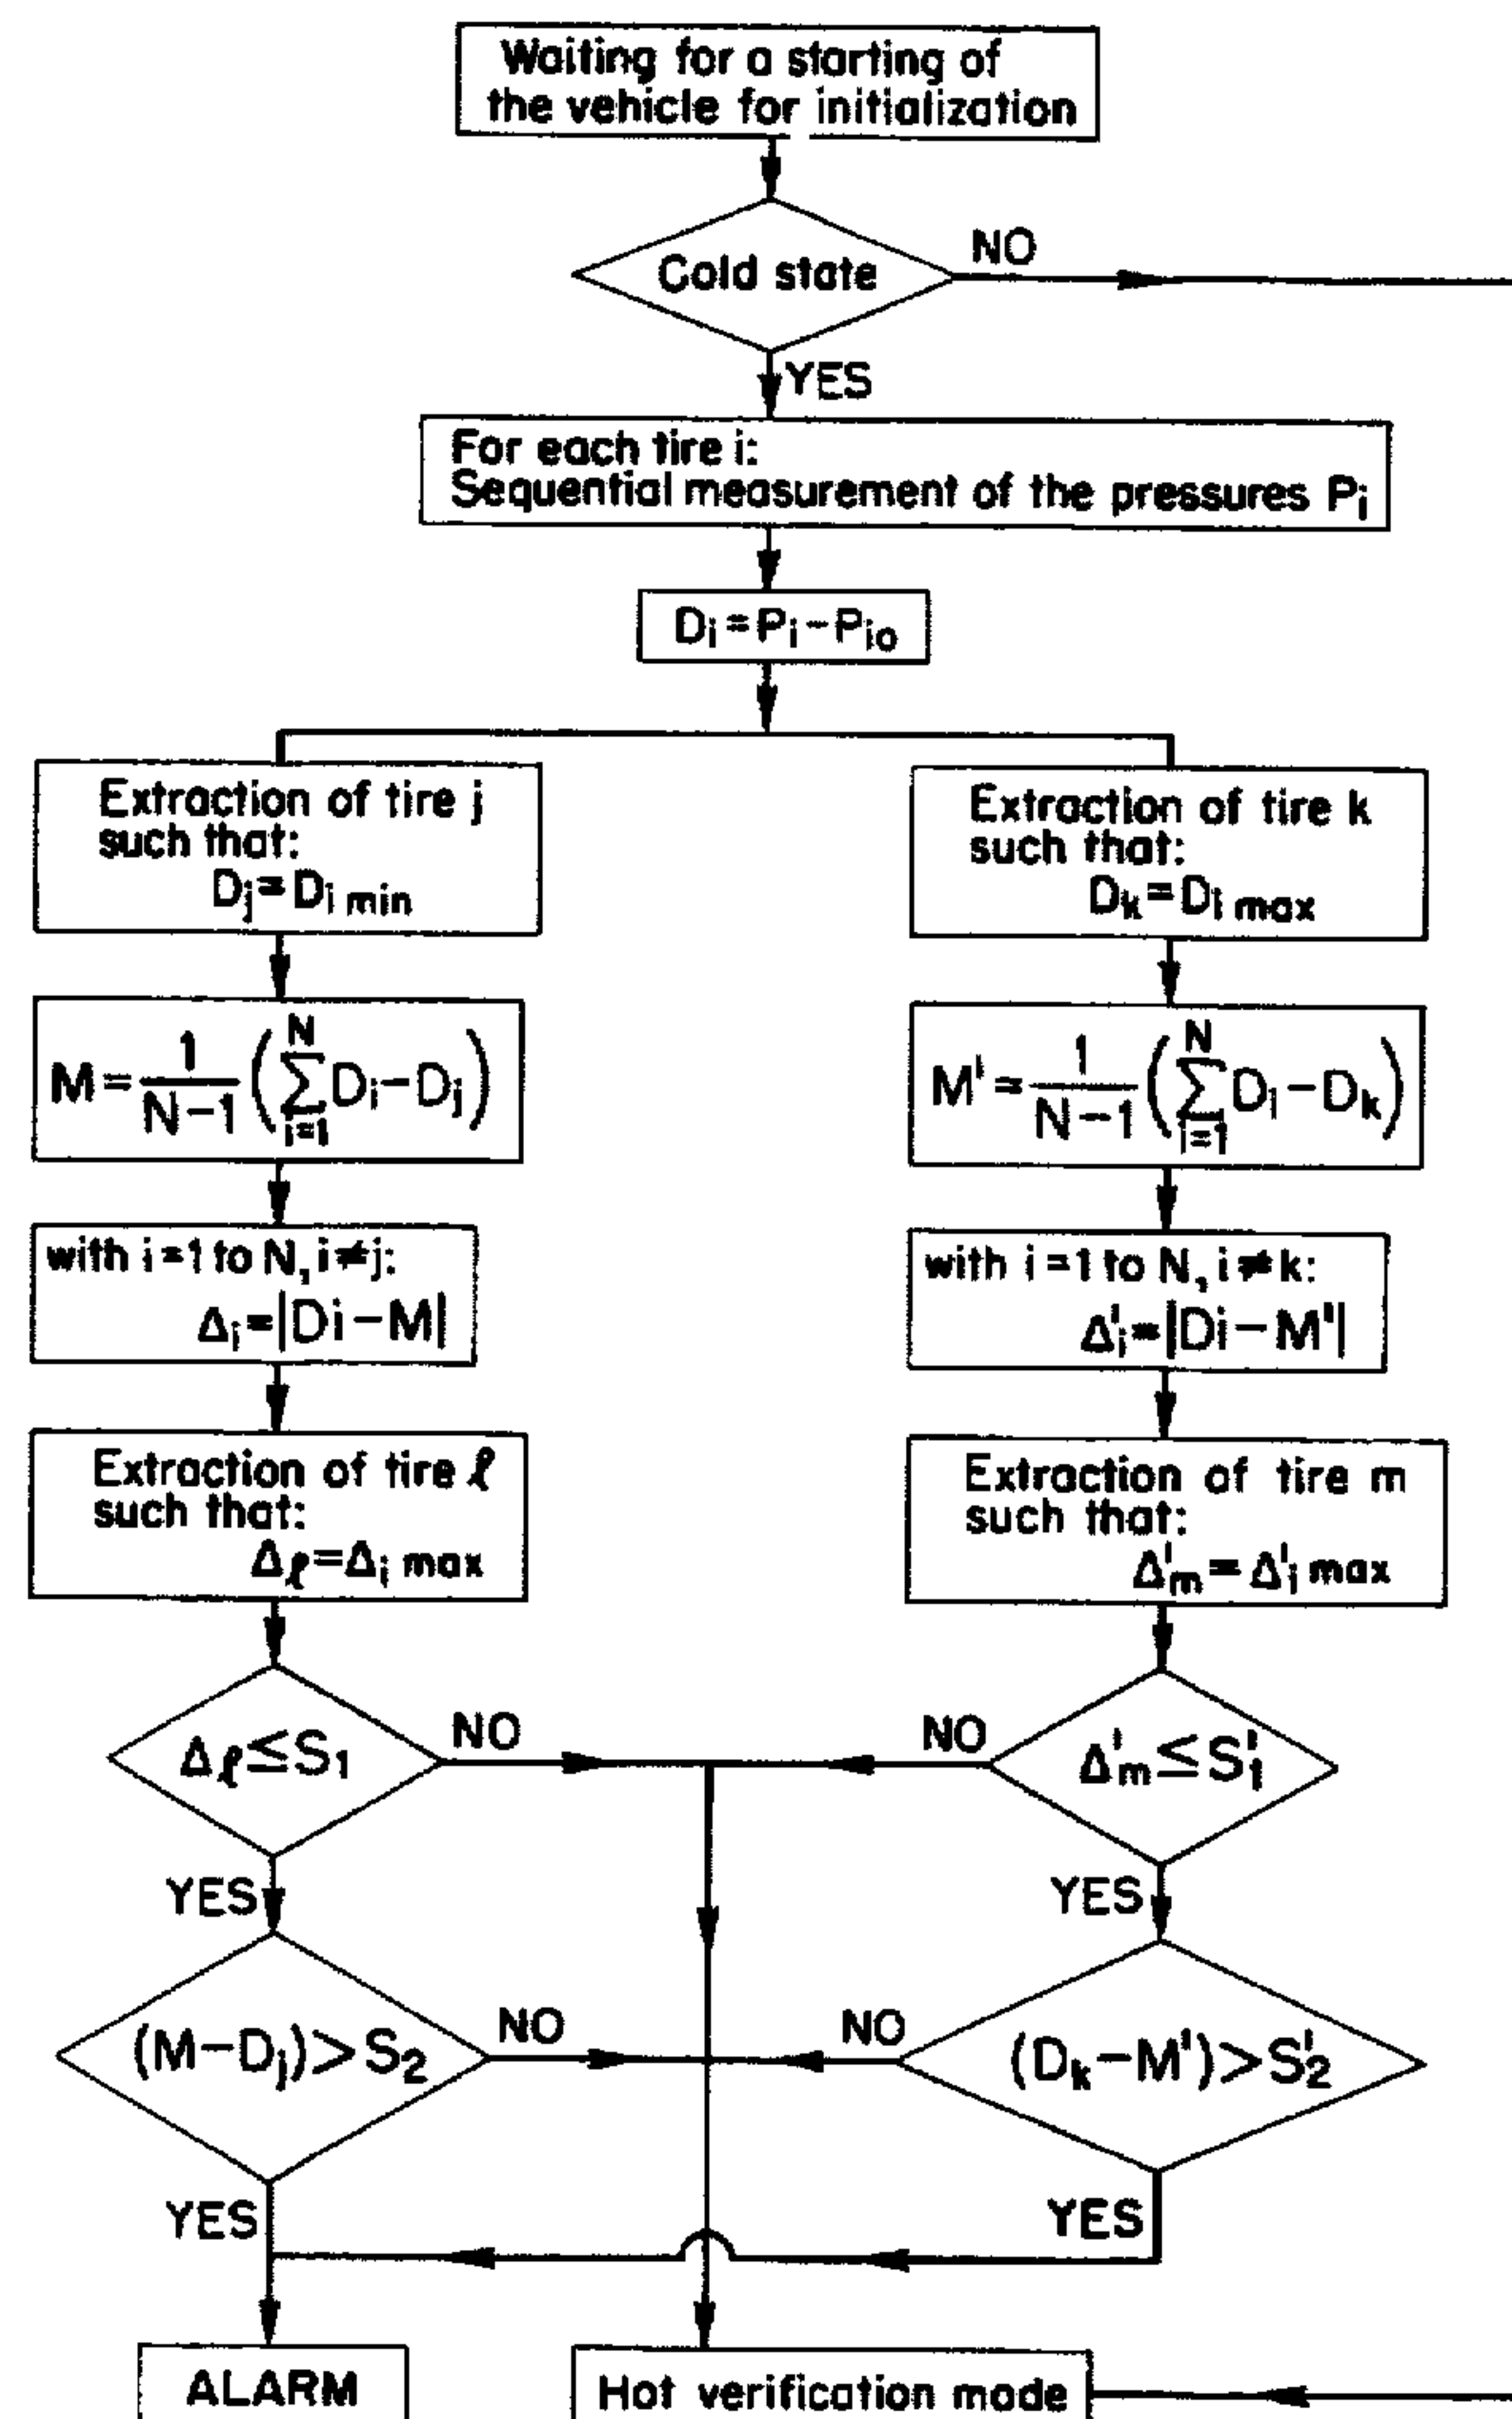 Waiting for a starting of
the vehicle for initialization
Cold state
NO
YES
For each tire i:
Sequential measurement of the pressures Pi
Di = Pi - Pio
Extraction of tire j
such that:
Dj = Di min
Extraction of tire k
such that:
Dk = Di max
M = 1/(N-1) (∑ i=1 N Di - Dj)
M' = 1/(N-1) (∑ i=1 N Di - Dk)
with i = 1 to N, i ≠ j:
Δi = |Di - M|
with i = 1 to N, i ≠ k:
Δ'i = |Di - M'|
Extraction of tire ℓ
such that:
Δℓ = Δi max
Extraction of tire m
such that:
Δ'm = Δ'i max
Δℓ ≤ S1
NO
NO
Δ'm ≤ S'1
YES
YES
(M - Dj) > S2
NO
NO
(Dk - M') > S'2
YES
YES
ALARM
Hot verification mode